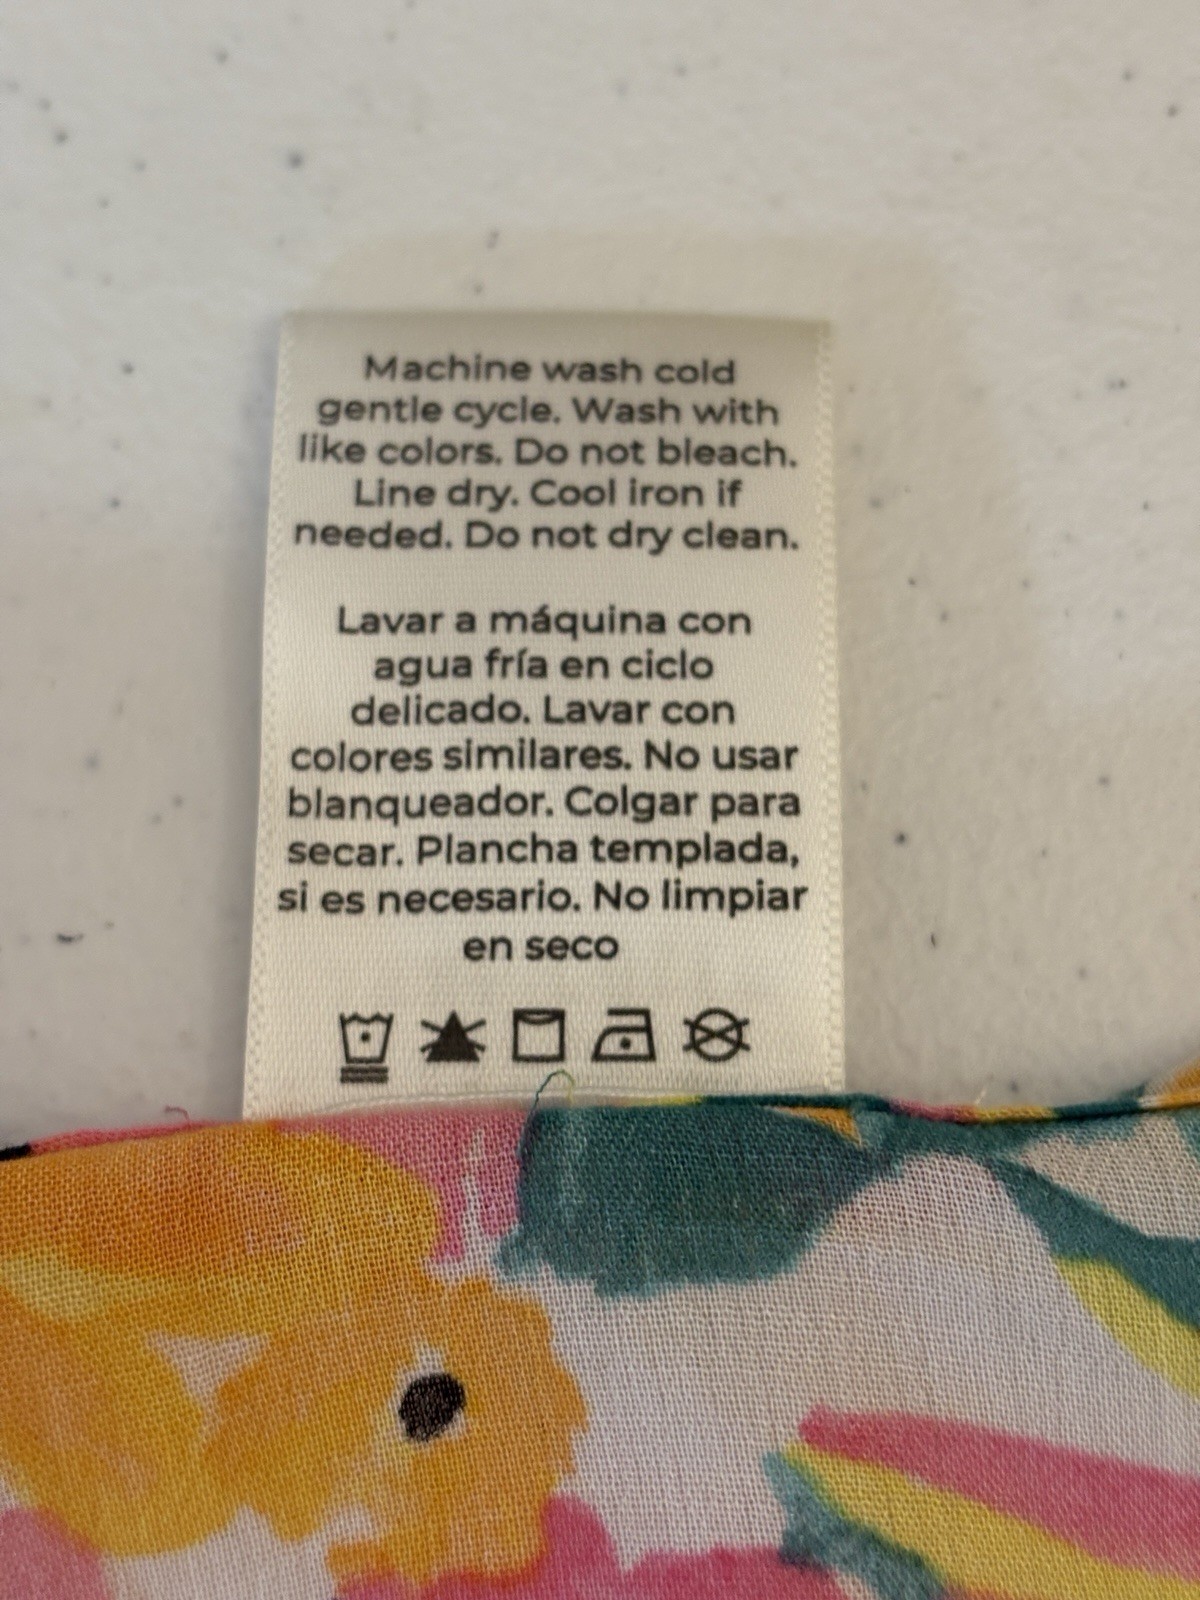 Machine wash cold
gentle cycle. Wash with
like colors. Do not bleach.
Line dry. Cool iron if
needed. Do not dry clean.
Lavar a máquina con
agua fría en ciclo
delicado. Lavar con
colores similares. No usar
blanqueador. Colgar para
secar. Plancha templada,
si es necesario. No limpiar
en seco